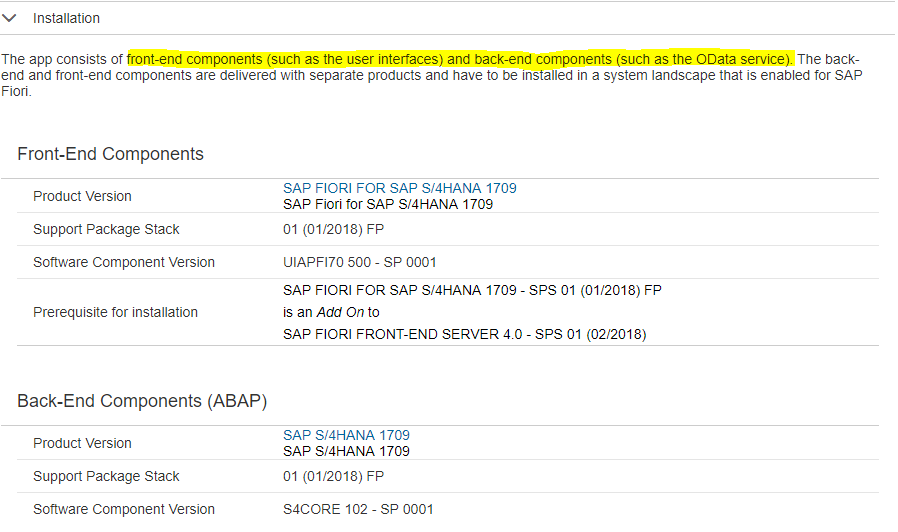 Installation
The app consists of front-end components (such as the user interfaces) and back-end components (such as the OData service). The back-
end and front-end components are delivered with separate products and have to be installed in a system landscape that is enabled for SAP
Fiori.
Front-End Components
Product Version
SAP FIORI FOR SAP S/4HANA 1709
SAP Fiori for SAP S/4HANA 1709
Support Package Stack
01 (01/2018) FP
Software Component Version
UIAPFI70 500 - SP 0001
Prerequisite for installation
SAP FIORI FOR SAP S/4HANA 1709 - SPS 01 (01/2018) FP
is an Add On to
SAP FIORI FRONT-END SERVER 4.0 - SPS 01 (02/2018)
Back-End Components (ABAP)
Product Version
SAP S/4HANA 1709
SAP S/4HANA 1709
Support Package Stack
01 (01/2018) FP
Software Component Version
S4CORE 102 - SP 0001